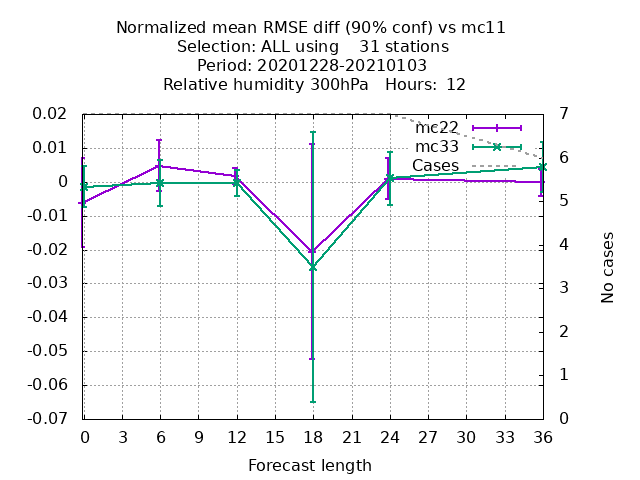 Normalized mean RMSE diff (90% conf) vs mc11
Selection: ALL using    31 stations
Period: 20201228-20210103
Relative humidity 300hPa   Hours:  12
0.02
0.01
0
-0.01
-0.02
-0.03
-0.04
-0.05
-0.06
-0.07
mc22
mc33
Cases
7
6
5
4
3
2
1
0
No cases
0 3 6 9 12 15 18 21 24 27 30 33 36
Forecast length